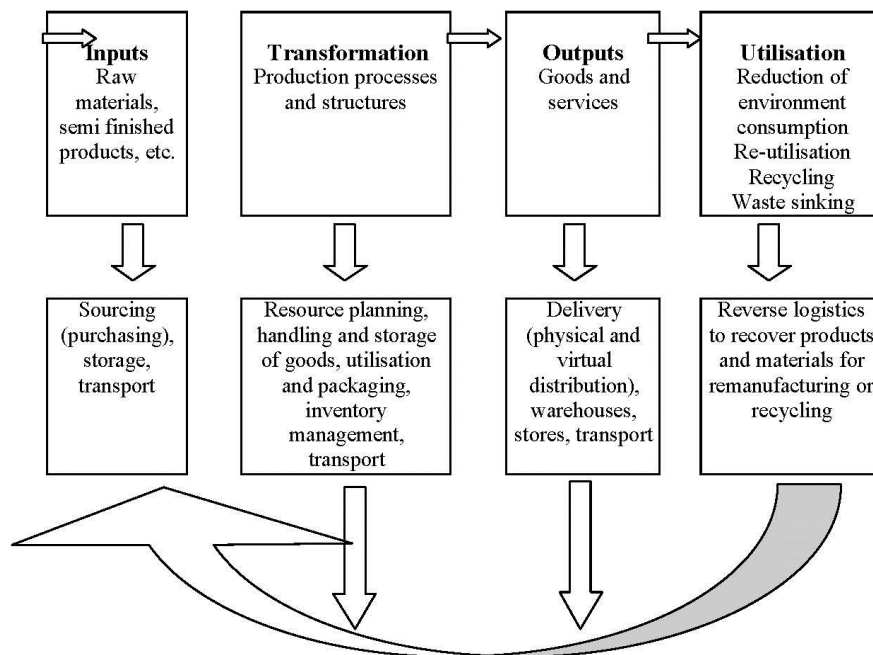 Inputs
Raw
materials,
semi finished
products, etc.
Transformation
Production processes
and structures
Outputs
Goods and
services
Utilisation
Reduction of
environment
consumption
Re-utilisation
Recycling
Waste sinking
Sourcing
(purchasing),
storage,
transport
Resource planning,
handling and storage
of goods, utilisation
and packaging,
inventory
management,
transport
Delivery
(physical and
virtual
distribution),
warehouses,
stores, transport
Reverse logistics
to recover products
and materials for
remanufacturing or
recycling